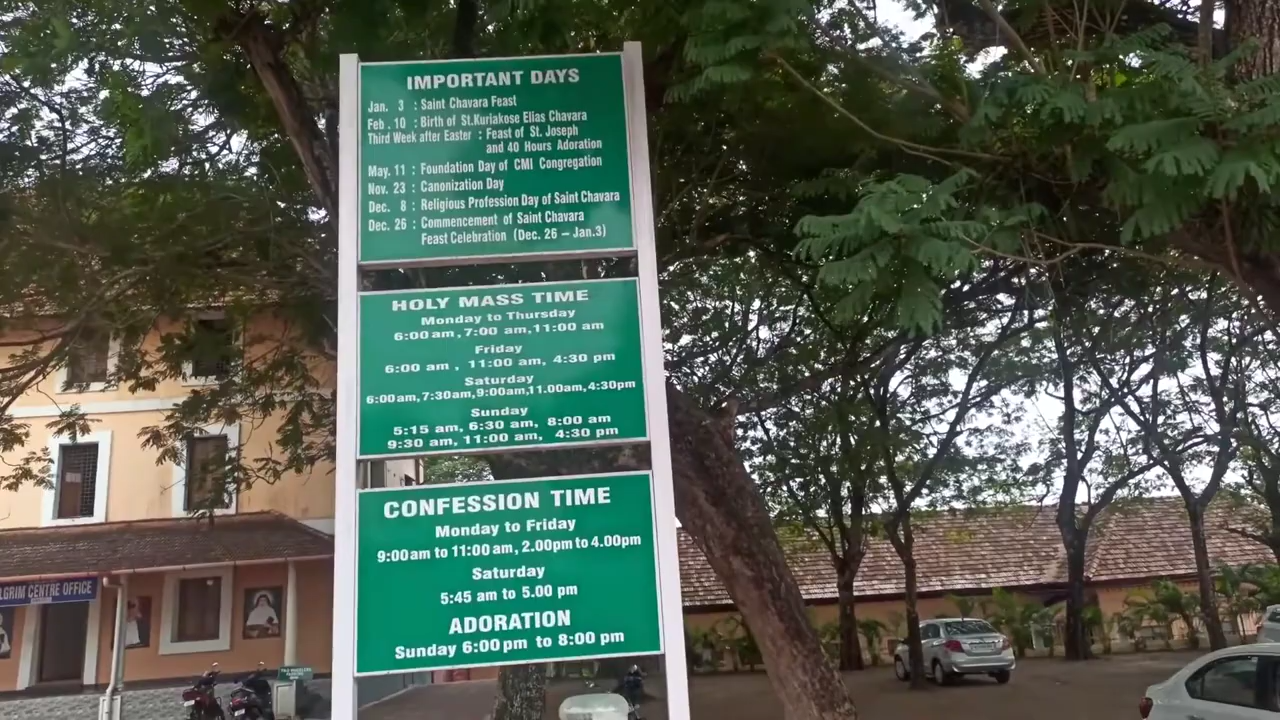 IMPORTANT DAYS
Jan. 3 : Saint Chavara Feast
Feb . 10 : Birth of St.Kuriakose Elias Chavara
Third Week after Easter : Feast of St. Joseph
and 40 Hours Adoration
May. 11 : Foundation Day of CMI Congregation
Nov. 23 : Canonization Day
Dec. 8 : Religious Profession Day of Saint Chavara
Dec. 26 : Commencement of Saint Chavara
Feast Celebration (Dec. 26 – Jan.3)
HOLY MASS TIME
Monday to Thursday
6:00am, 7:00 am, 11:00 am
Friday
6:00 am , 11:00 am, 4:30 pm
Saturday
6:00am, 7:30am, 9:00am, 11.00am, 4:30pm
Sunday
5:15 am, 6:30 am, 8:00 am
9:30 am, 11:00 am, 4:30 pm
CONFESSION TIME
Monday to Friday
9:00am to 11:00am, 2.00pm to 4.00pm
Saturday
5:45 am to 5.00 pm
ADORATION
Sunday 6:00pm to 8:00 pm
LGRIM CENTRE OFFICE